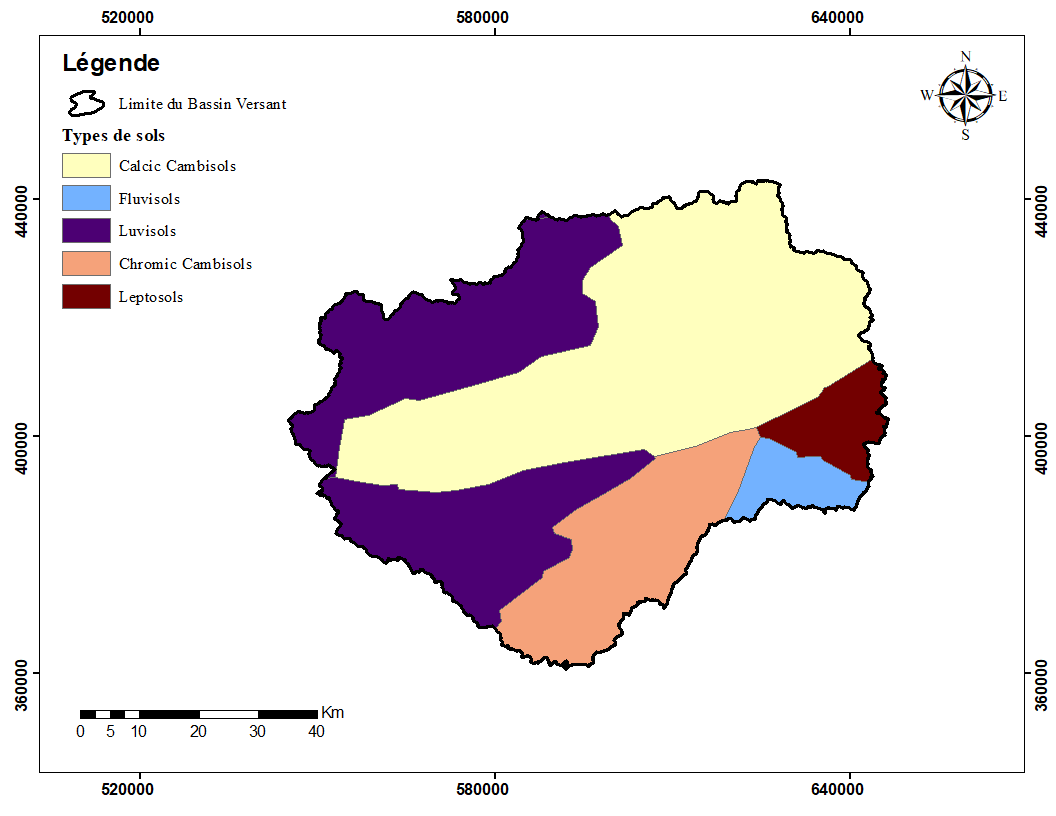 520000 580000 640000
Légende
N
W E
S
Limite du Bassin Versant
Types de sols
Calcic Cambisols
Fluvisols
Luvisols
Chromic Cambisols
Leptosols
440000 440000
400000 400000
360000 360000
Km
0 5 10 20 30 40
520000 580000 640000